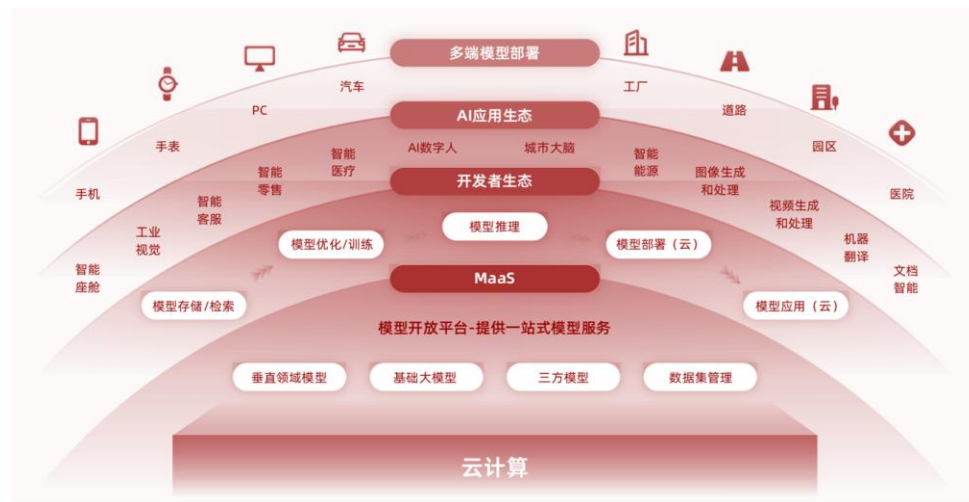 多端模型部署
汽车
工厂
PC
道路
手表
园区
手机
医院
AI应用生态
AI数字人
城市大脑
智能
医疗
智能
能源
智能
零售
图像生成
和处理
智能
客服
视频生成
和处理
工业
视觉
机器
翻译
智能
座舱
文档
智能
开发者生态
模型存储/检索
模型优化/训练
模型推理
模型部署（云）
模型应用（云）
MaaS
模型开放平台-提供一站式模型服务
垂直领域模型
基础大模型
三方模型
数据集管理
云计算